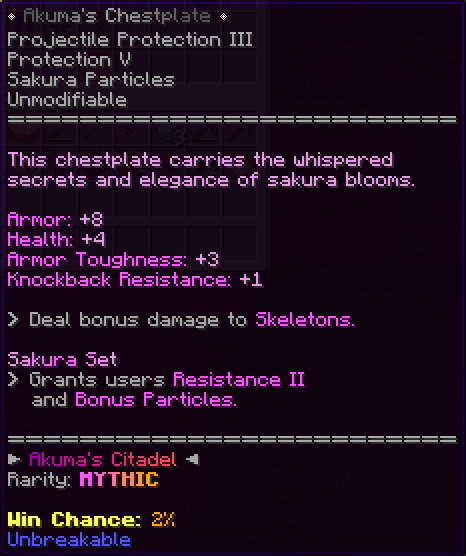 ◆ Akuma's Chestplate ◆
Projectile Protection III
Protection V
Sakura Particles
Unmodifiable
This chestplate carries the whispered
secrets and elegance of sakura blooms.
Armor: +8
Health: +4
Armor Toughness: +3
Knockback Resistance: +1
> Deal bonus damage to Skeletons.
Sakura Set
> Grants users Resistance II
and Bonus Particles.
► Akuma's Citadel ◄
Rarity: MYTHIC
Win Chance: 2%
Unbreakable